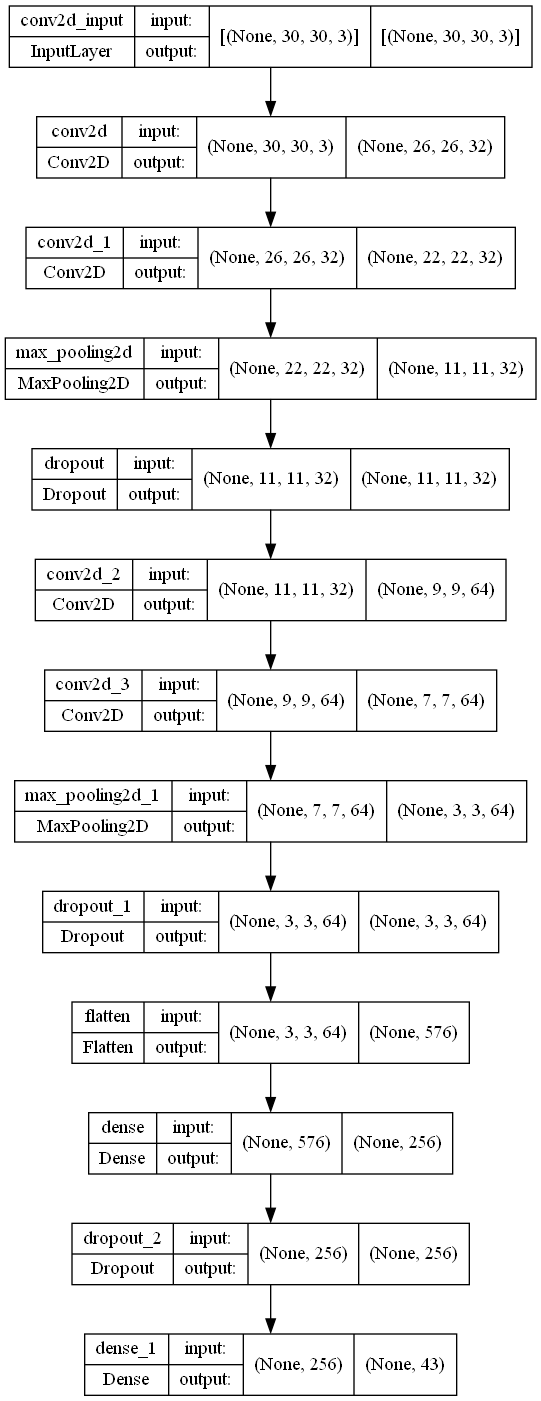 conv2d_input input: [(None, 30, 30, 3)] [(None, 30, 30, 3)]
InputLayer output:
conv2d input: (None, 30, 30, 3) (None, 26, 26, 32)
Conv2D output:
conv2d_1 input: (None, 26, 26, 32) (None, 22, 22, 32)
Conv2D output:
max_pooling2d input: (None, 22, 22, 32) (None, 11, 11, 32)
MaxPooling2D output:
dropout input: (None, 11, 11, 32) (None, 11, 11, 32)
Dropout output:
conv2d_2 input: (None, 11, 11, 32) (None, 9, 9, 64)
Conv2D output:
conv2d_3 input: (None, 9, 9, 64) (None, 7, 7, 64)
Conv2D output:
max_pooling2d_1 input: (None, 7, 7, 64) (None, 3, 3, 64)
MaxPooling2D output:
dropout_1 input: (None, 3, 3, 64) (None, 3, 3, 64)
Dropout output:
flatten input: (None, 3, 3, 64) (None, 576)
Flatten output:
dense input: (None, 576) (None, 256)
Dense output:
dropout_2 input: (None, 256) (None, 256)
Dropout output:
dense_1 input: (None, 256) (None, 43)
Dense output: